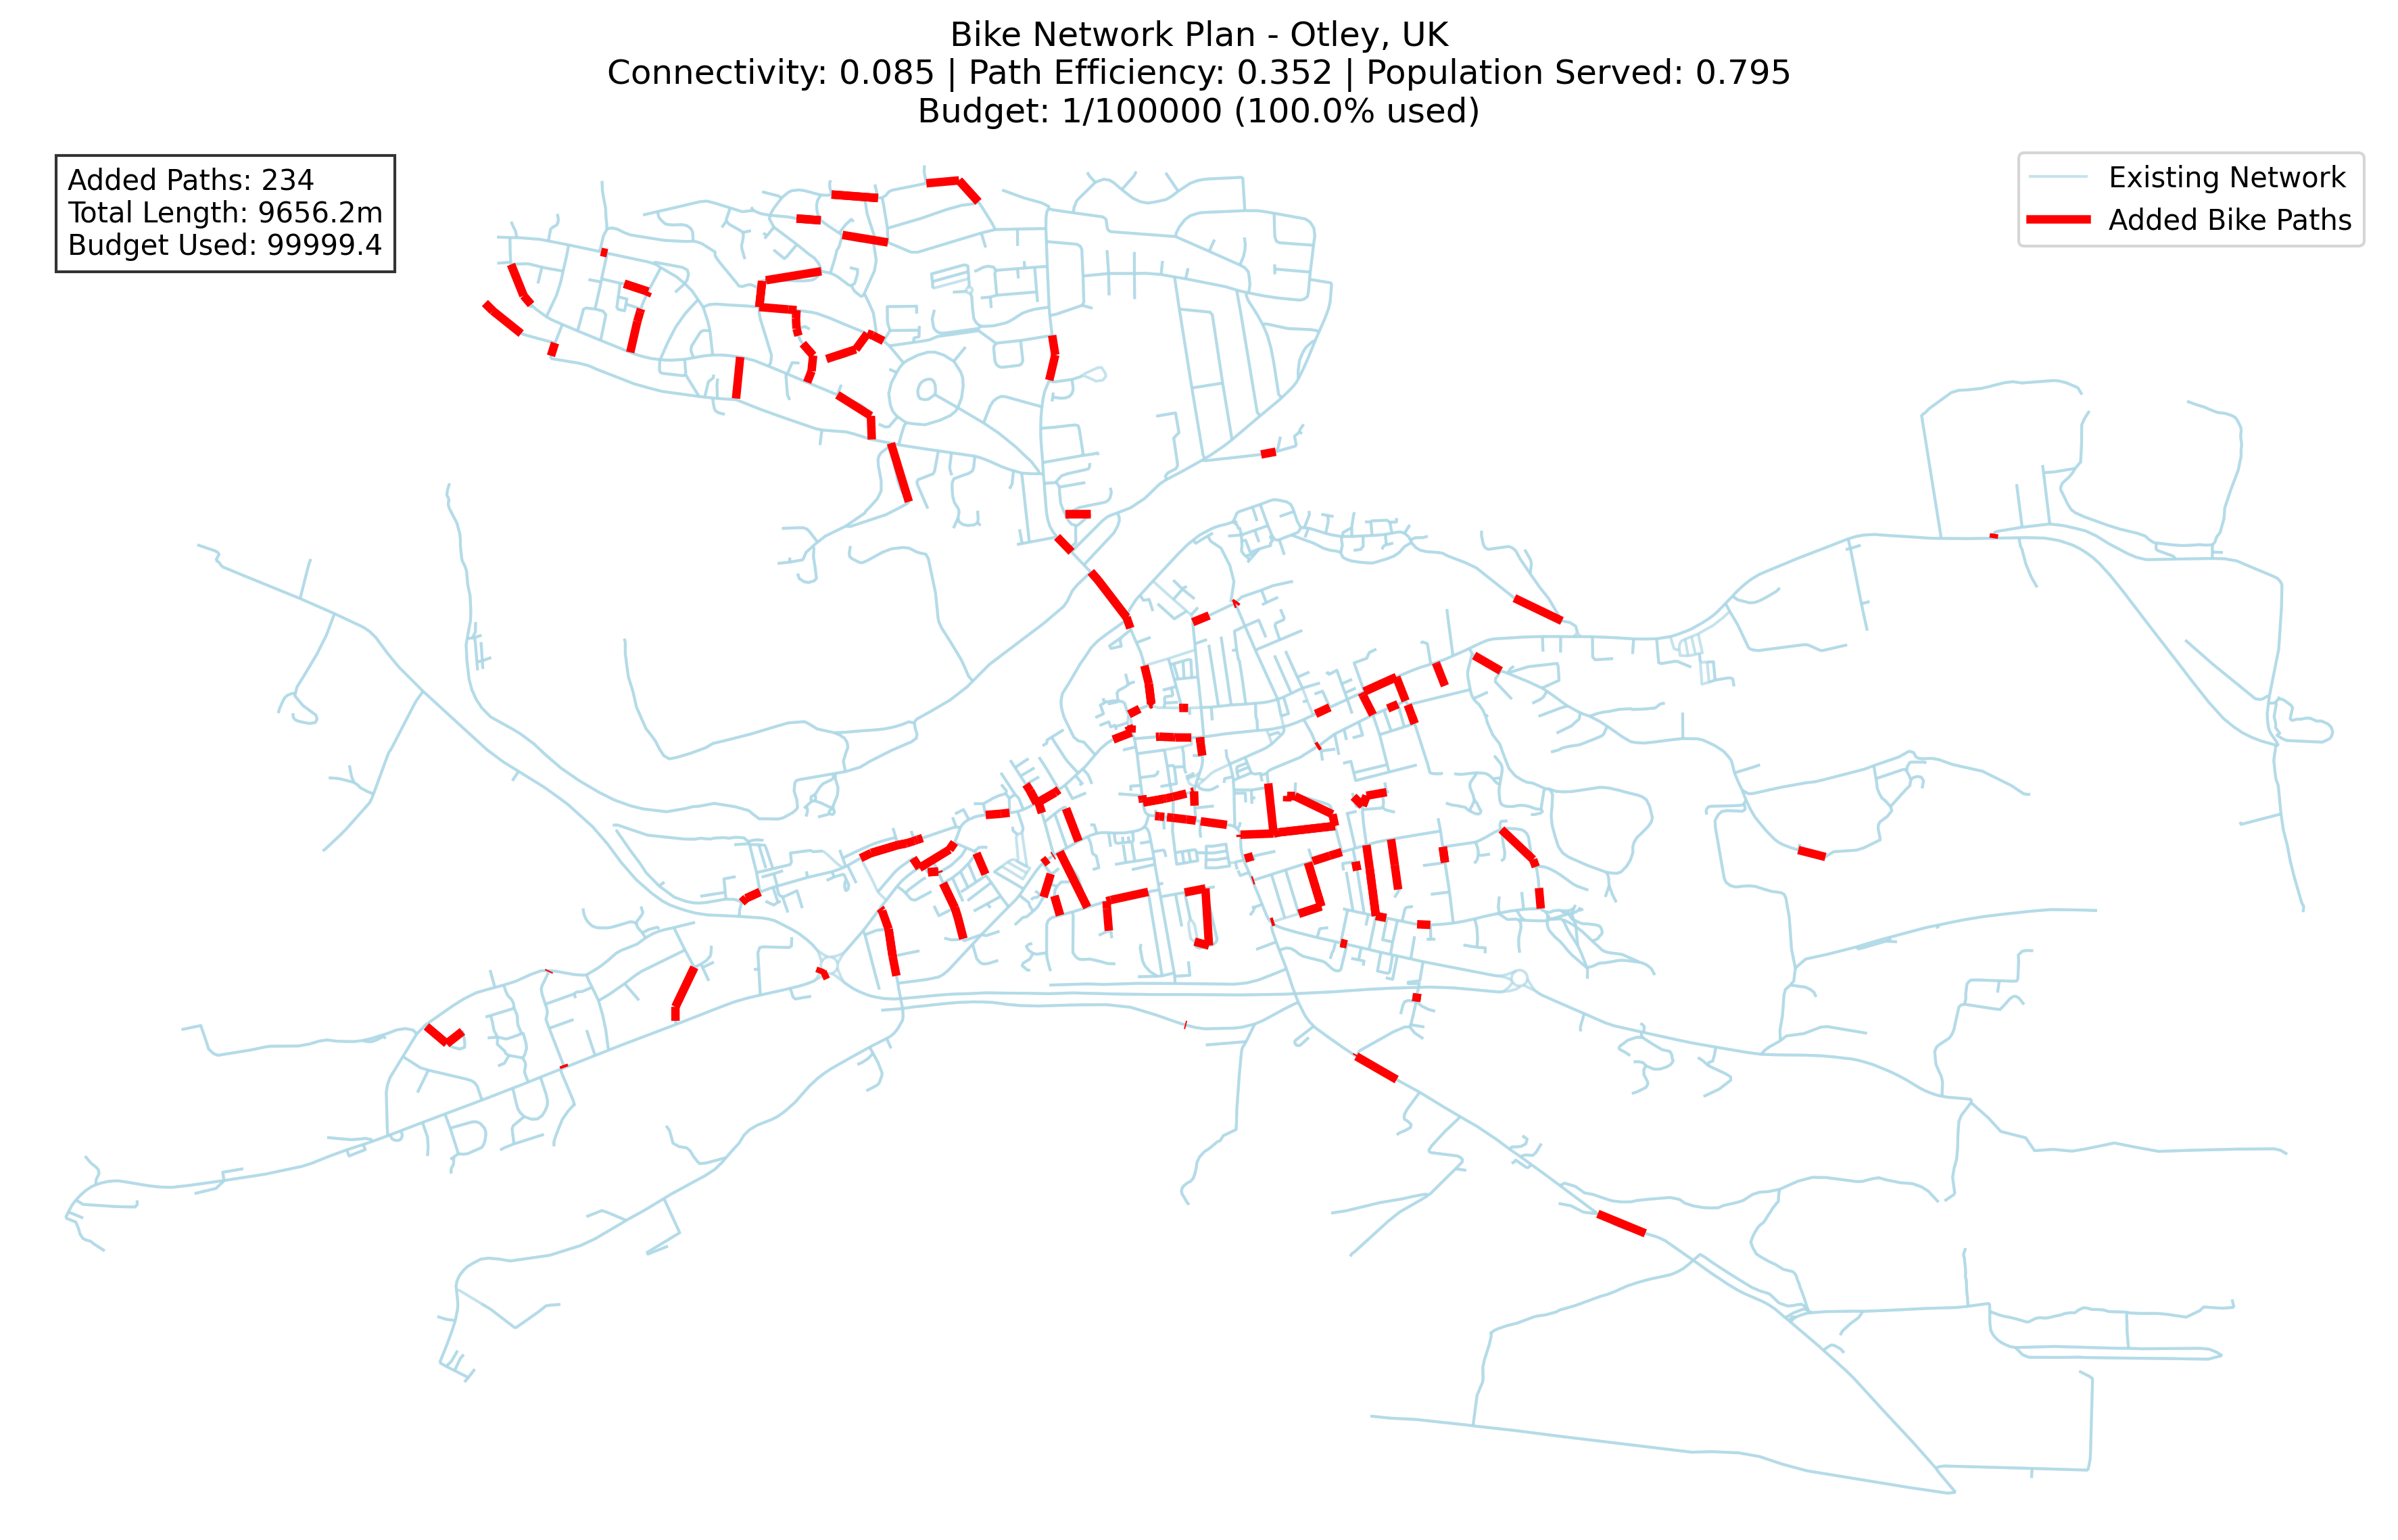 Bike Network Plan - Otley, UK
Connectivity: 0.085 | Path Efficiency: 0.352 | Population Served: 0.795
Budget: 1/100000 (100.0% used)
Added Paths: 234
Total Length: 9656.2m
Budget Used: 99999.4
Existing Network
Added Bike Paths